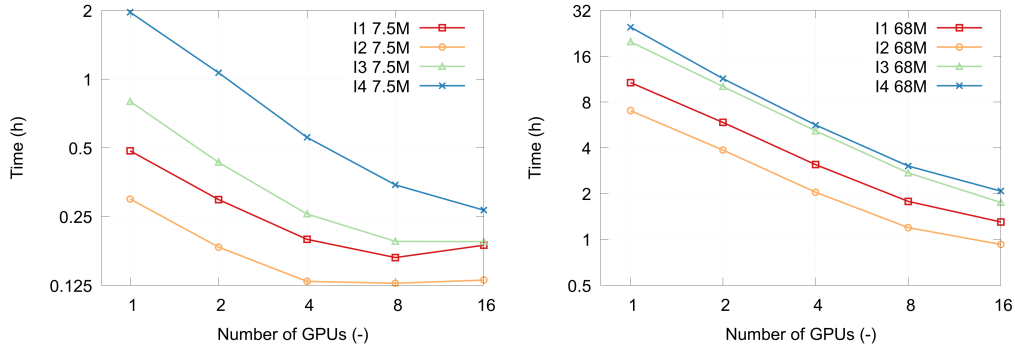 2
1
0.5
0.25
0.125
1
2
4
8
16
Time (h)
Number of GPUs (-)
I1 7.5M
I2 7.5M
I3 7.5M
I4 7.5M
32
16
8
4
2
1
0.5
1
2
4
8
16
Time (h)
Number of GPUs (-)
I1 68M
I2 68M
I3 68M
I4 68M